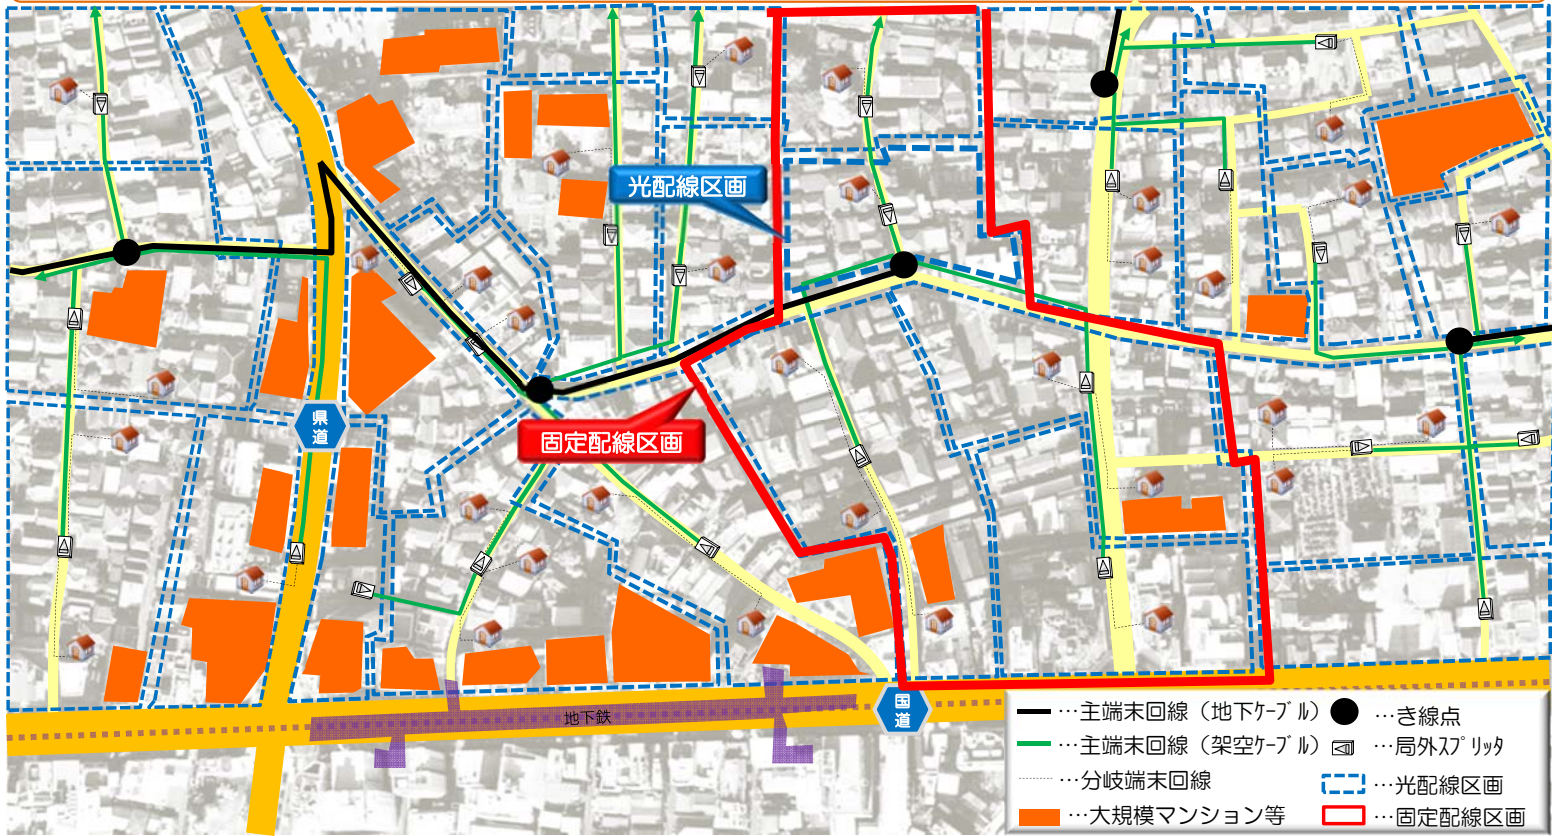 光配線区画
固定配線区画
県
道
地下鉄
国
道
…主端末回線（地下ｹｰﾌﾞﾙ）
…き線点
…主端末回線（架空ｹｰﾌﾞﾙ）
…局外ｽﾌﾟﾘｯﾀ
…分岐端末回線
…光配線区画
…大規模マンション等
…固定配線区画